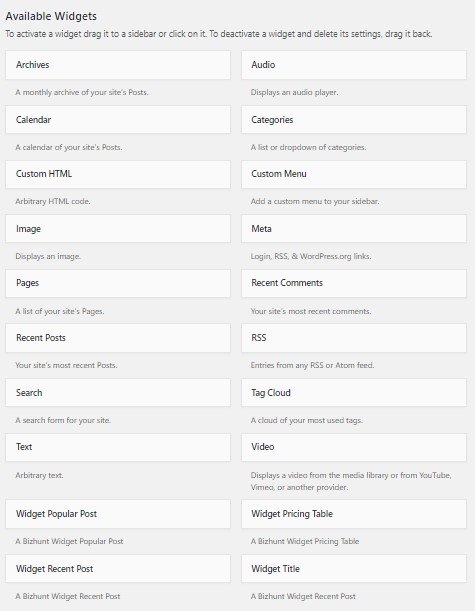 Available Widgets
To activate a widget drag it to a sidebar or click on it. To deactivate a widget and delete its settings, drag it back.
Archives
A monthly archive of your site's Posts.
Audio
Displays an audio player.
Calendar
A calendar of your site's Posts.
Categories
A list or dropdown of categories.
Custom HTML
Arbitrary HTML code.
Custom Menu
Add a custom menu to your sidebar.
Image
Displays an image.
Meta
Login, RSS, & WordPress.org links.
Pages
A list of your site's Pages.
Recent Comments
Your site's most recent comments.
Recent Posts
Your site's most recent Posts.
RSS
Entries from any RSS or Atom feed.
Search
A search form for your site.
Tag Cloud
A cloud of your most used tags.
Text
Arbitrary text.
Video
Displays a video from the media library or from YouTube,
Vimeo, or another provider.
Widget Popular Post
A Bizhunt Widget Popular Post
Widget Pricing Table
A Bizhunt Widget Pricing Table
Widget Recent Post
A Bizhunt Widget Recent Post
Widget Title
A Bizhunt Widget Recent Post